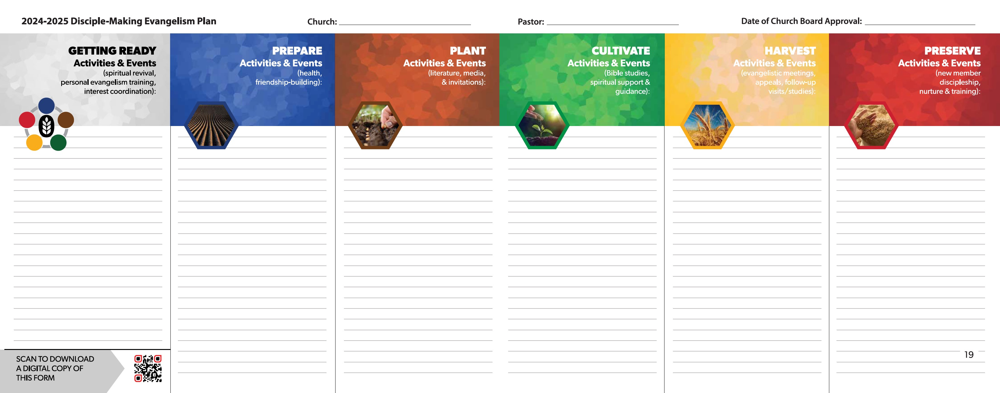 2024-2025 Disciple-Making Evangelism Plan
Church:
Pastor:
Date of Church Board Approval:
GETTING READY
Activities & Events
(spiritual revival,
personal evangelism training,
interest coordination):
PREPARE
Activities & Events
(health,
friendship-building):
PLANT
Activities & Events
(literature, media,
& invitations):
CULTIVATE
Activities & Events
(Bible studies,
spiritual support &
guidance):
HARVEST
Activities & Events
(evangelistic meetings,
appeals, follow-up
visits/studies):
PRESERVE
Activities & Events
(new member
discipleship,
nurture & training):
SCAN TO DOWNLOAD
A DIGITAL COPY OF
THIS FORM
19